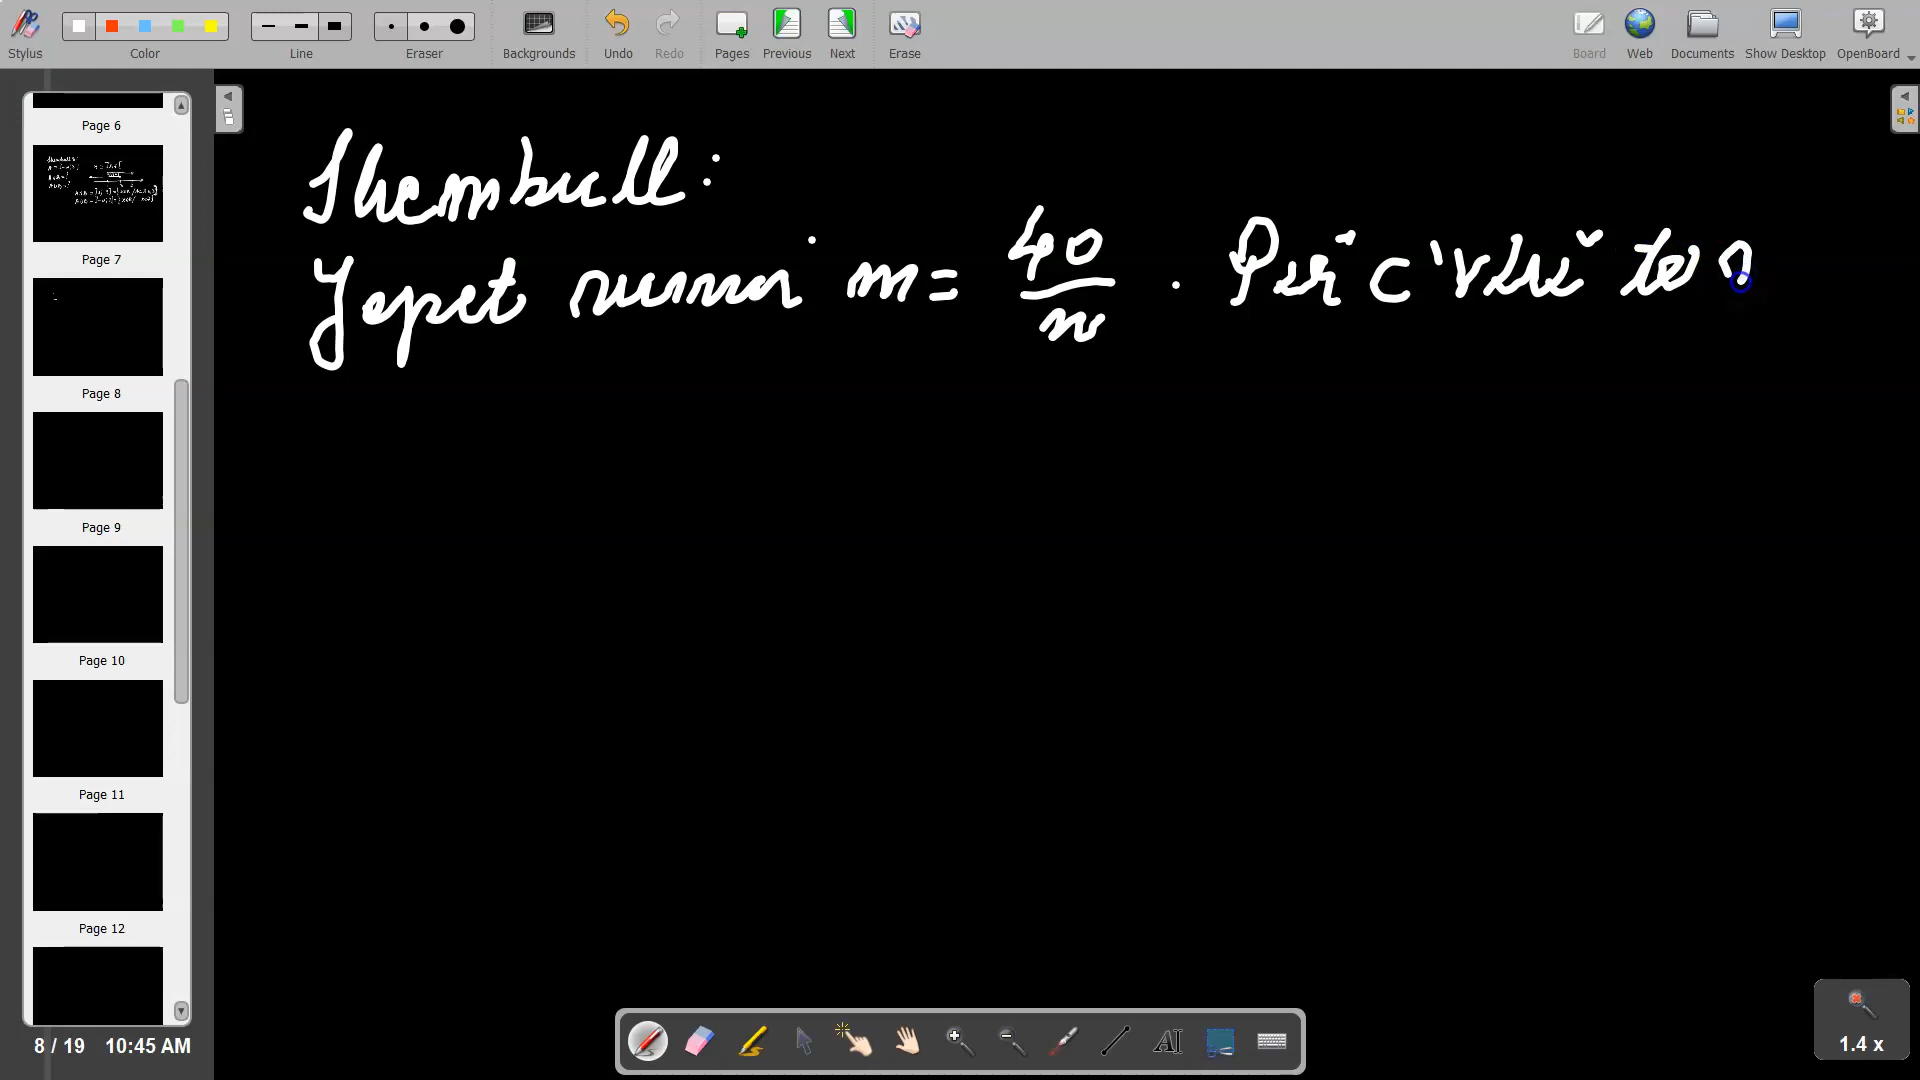 Stylus Color Line Eraser Backgrounds Undo Redo Pages Previous Next Erase Board Web Documents Show Desktop OpenBoard
Page 6
Page 7
Page 8
Page 9
Page 10
Page 11
Page 12
Shembull:
Jepet numri m = 40/n . Për ç'vlerë të n
8 / 19 10:45 AM
1.4 x